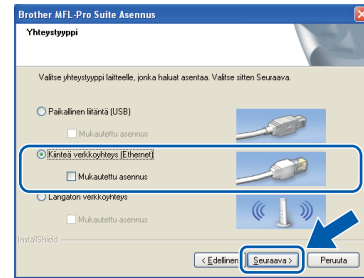 Brother MFL-Pro Suite Asennus
Yhteystyyppi
Valitse yhteystyyppi laitteelle, jonka haluat asentaa. Valitse sitten Seuraava.
Paikallinen liitäntä (USB)
Mukautettu asennus
Kiinteä verkkoyhteys (Ethernet)
Mukautettu asennus
Langaton verkkoyhteys
Mukautettu asennus
InstallShield
< Edellinen Seuraava > Peruuta